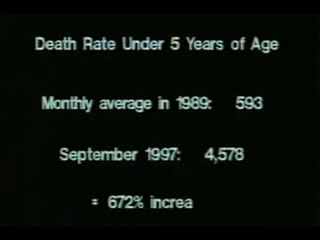 Death Rate Under 5 Years of Age
Monthly average in 1989: 593
September 1997: 4,578
= 672% increa